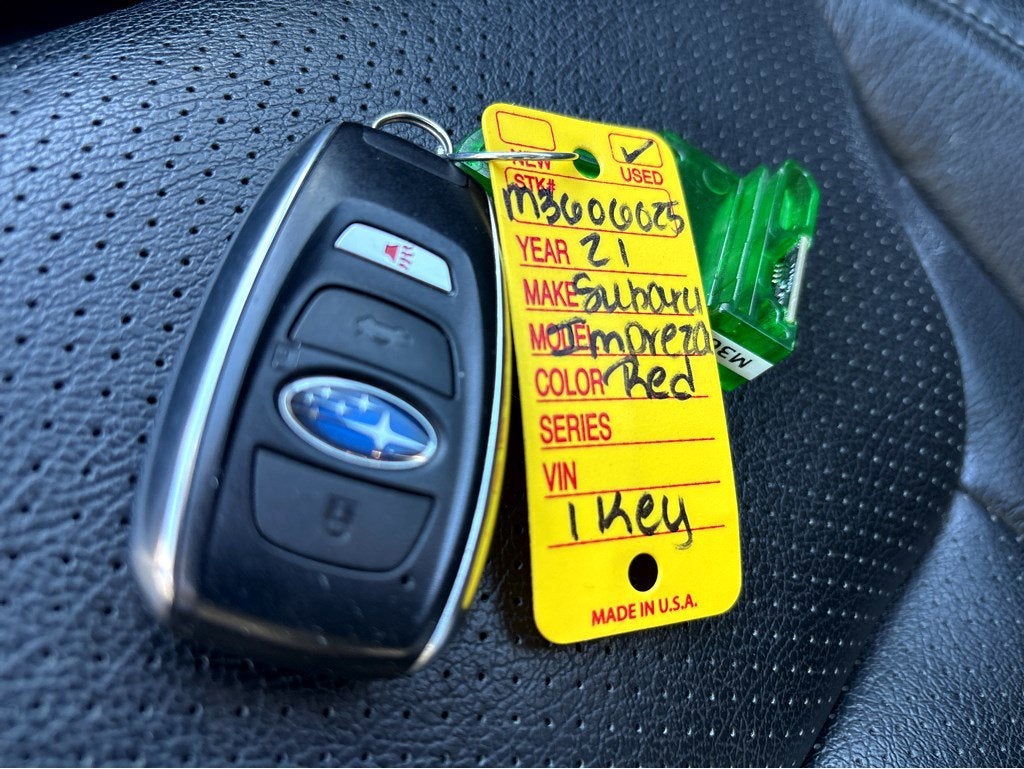 NEW
USED
STK#
M3606025
YEAR 21
MAKE Subaru
MODEL Impreza
COLOR Red
SERIES
VIN
1 Key
MADE IN U.S.A.